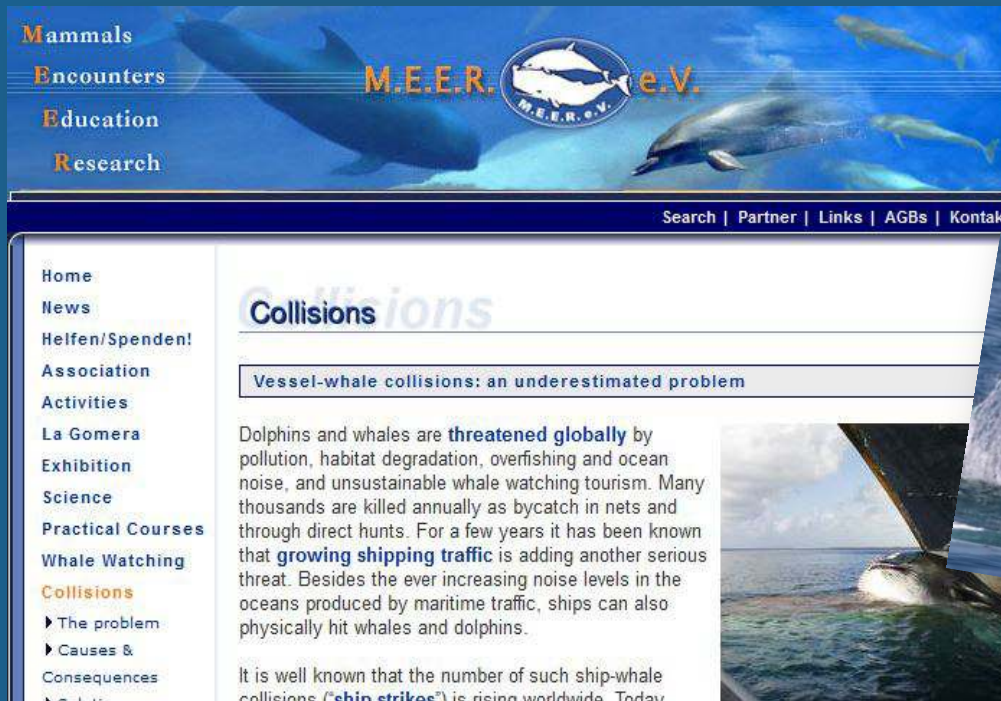 Mammals
Encounters
Education
Research
M.E.E.R. e.V.
M.E.E.R. e.V.
Search | Partner | Links | AGBs | Kontak
Home
News
Helfen/Spenden!
Association
Activities
La Gomera
Exhibition
Science
Practical Courses
Whale Watching
Collisions
The problem
Causes &
Consequences
Collisions
Vessel-whale collisions: an underestimated problem
Dolphins and whales are threatened globally by
pollution, habitat degradation, overfishing and ocean
noise, and unsustainable whale watching tourism. Many
thousands are killed annually as bycatch in nets and
through direct hunts. For a few years it has been known
that growing shipping traffic is adding another serious
threat. Besides the ever increasing noise levels in the
oceans produced by maritime traffic, ships can also
physically hit whales and dolphins.
It is well known that the number of such ship-whale
collisions (“ship strikes”) is rising worldwide. Today